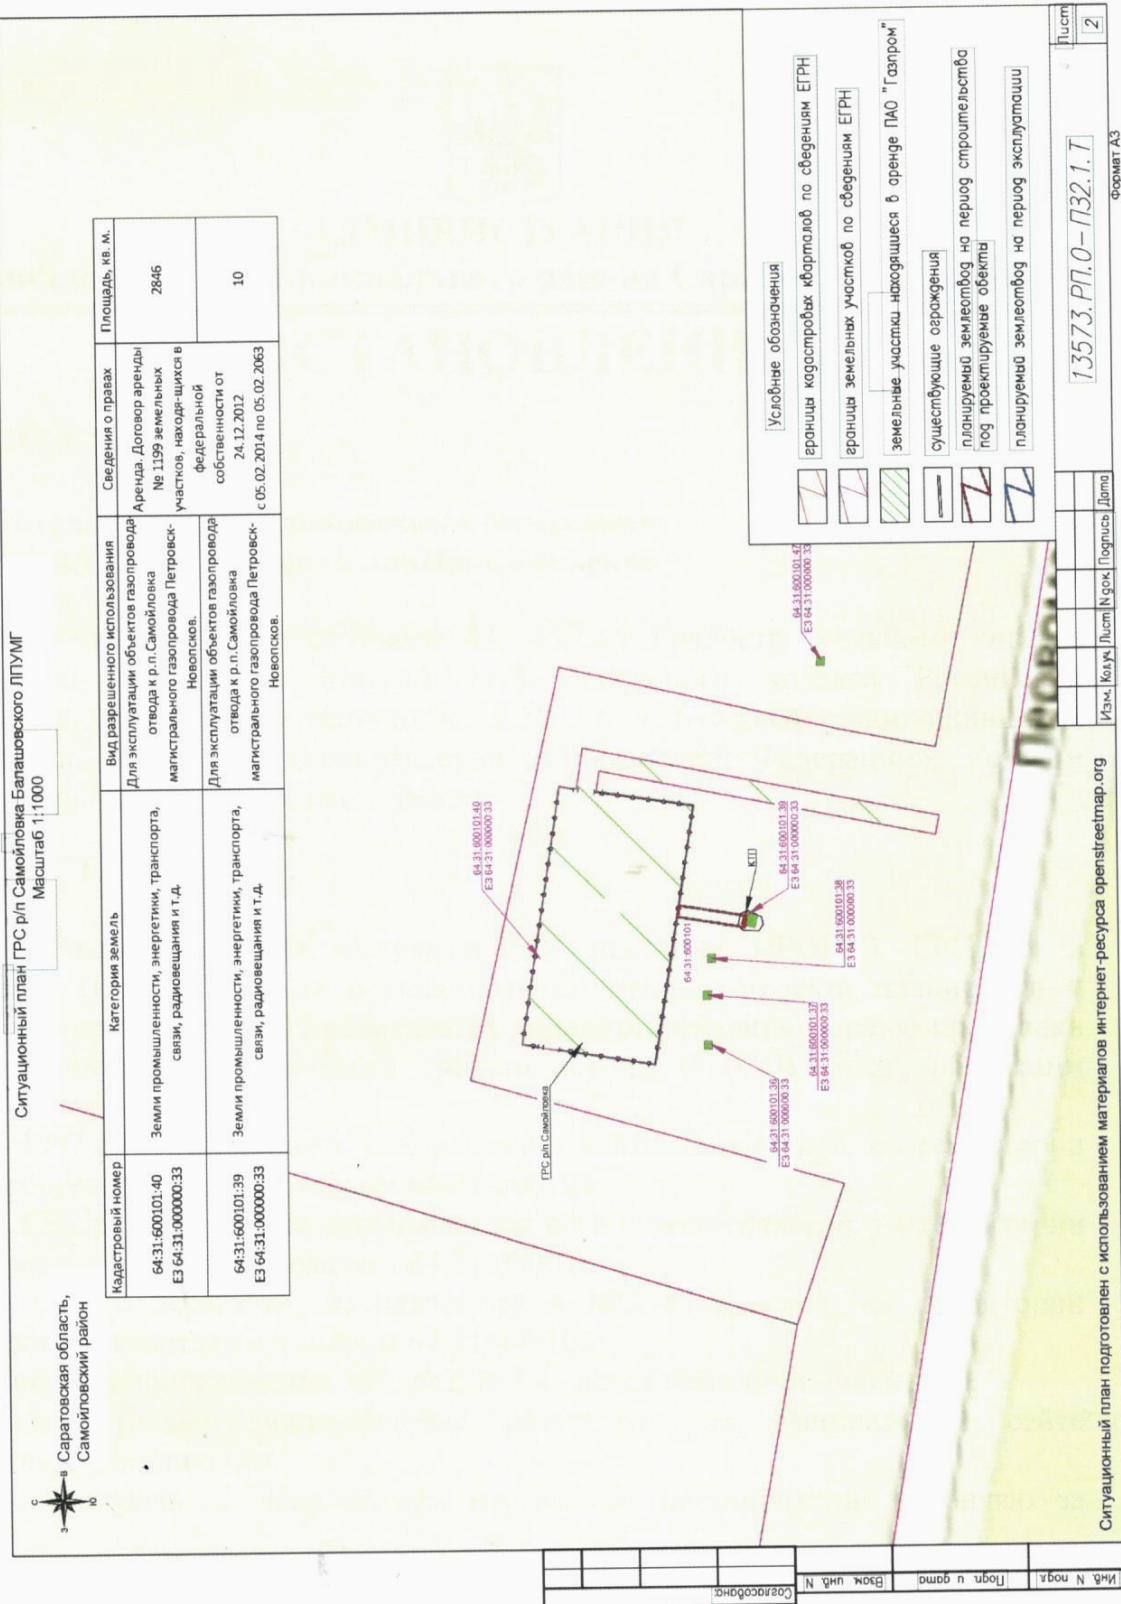 Ситуационный план ГРС р/п Самойловка Балашовского ЛПУМГ
Масштаб 1:1000
С
З
В
Ю
Саратовская область,
Самойловский район
Кадастровый номер
Категория земель
Вид разрешенного использования
Сведения о правах
Площадь, кв. м.
64:31:600101:40
ЕЗ 64:31:000000:33
Земли промышленности, энергетики, транспорта,
связи, радиовещания и т.д.
Для эксплуатации объектов газопровода-
отвода к р.п.Самойловка
магистрального газопровода Петровск-
Новопсков.
Аренда. Договор аренды
№ 1199 земельных
участков, находя-щихся в
федеральной
собственности от
24.12.2012
с 05.02.2014 по 05.02.2063
2846
64:31:600101:39
ЕЗ 64:31:000000:33
Земли промышленности, энергетики, транспорта,
связи, радиовещания и т.д.
Для эксплуатации объектов газопровода-
отвода к р.п.Самойловка
магистрального газопровода Петровск-
Новопсков.
10
64:31:600101:40
ЕЗ 64:31:000000:33
ГРС р/п Самойловка
64:31:600101
КТП
64:31:600101:39
ЕЗ 64:31:000000:33
64:31:600101:38
ЕЗ 64:31:000000:33
64:31:600101:37
ЕЗ 64:31:000000:33
64:31:600101:36
ЕЗ 64:31:000000:33
64:31:600101:47
ЕЗ 64:31:000000:33
Условные обозначения
границы кадастровых кварталов по сведениям ЕГРН
границы земельных участков по сведениям ЕГРН
земельные участки находящиеся в аренде ПАО "Газпром"
существующие ограждения
планируемый землеотвод на период строительства
под проектируемые обекты
планируемый землеотвод на период эксплуатации
Ситуационный план подготовлен с использованием материалов интернет-ресурса openstreetmap.org
Изм. Кол.уч. Лист N док. Подпись Дата
13573.РП.0-ПЗ2.1.Т
Лист
2
Формат А3
Согласовано:
Взам. инв. N
Подп. и дата
Инв. N подл.